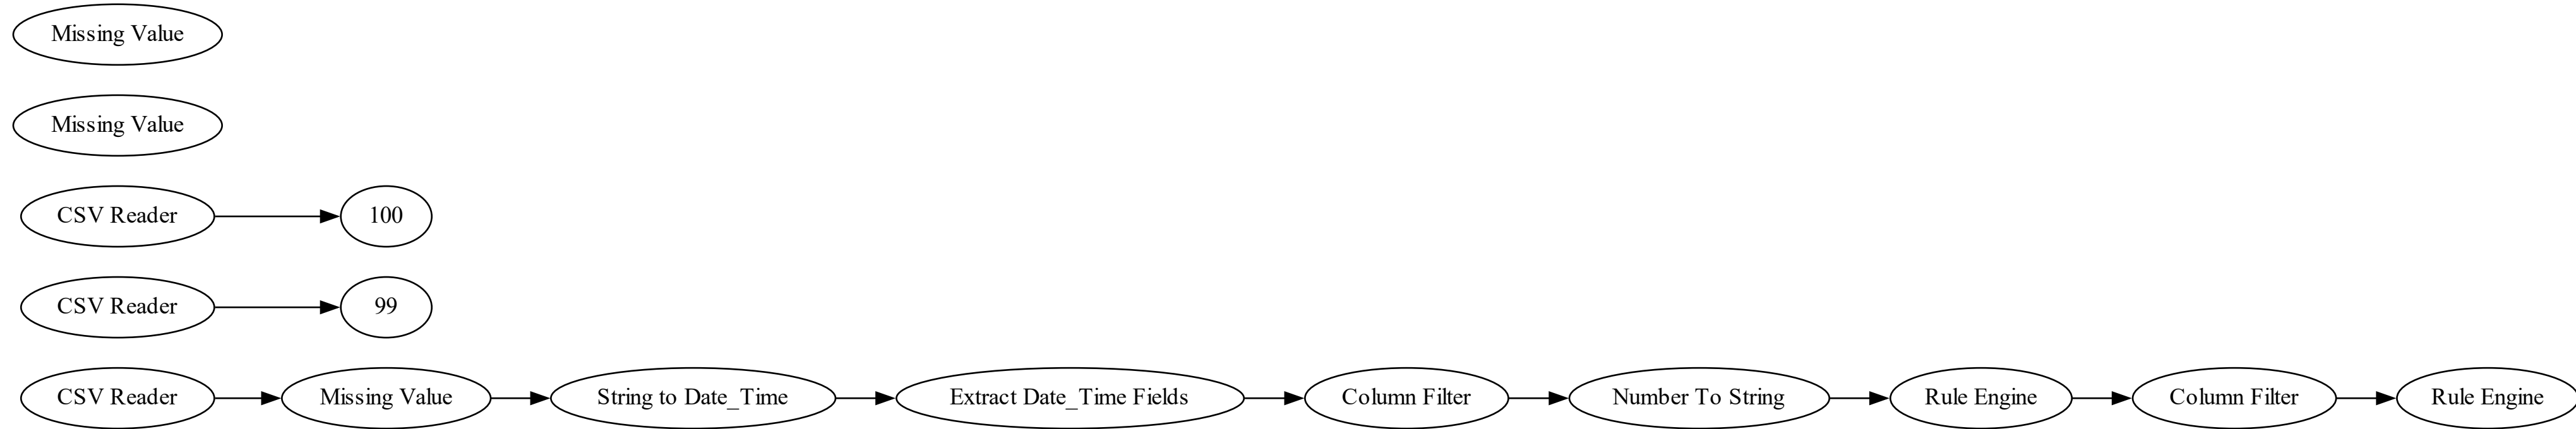 Missing Value
Missing Value
CSV Reader 100
CSV Reader 99
CSV Reader Missing Value String to Date_Time Extract Date_Time Fields Column Filter Number To String Rule Engine Column Filter Rule Engine